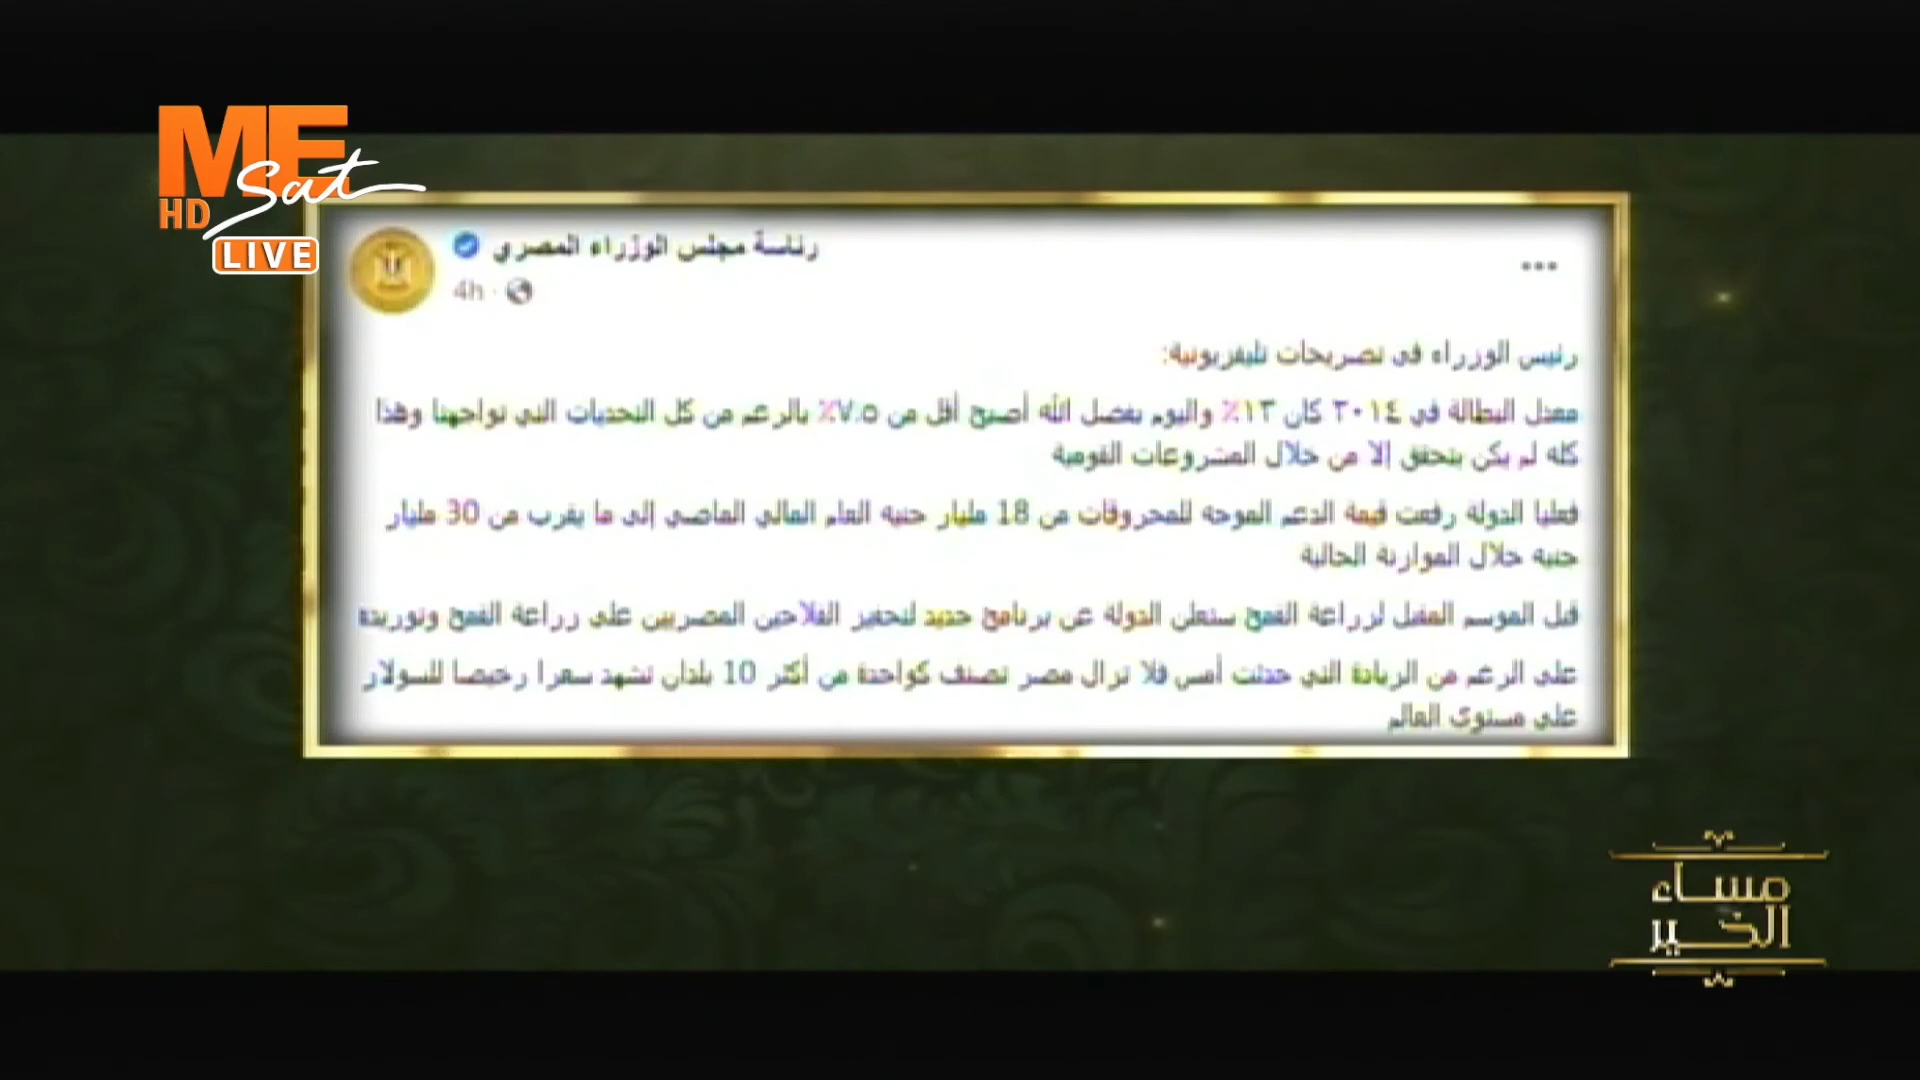 ME
Sat
HD
LIVE
رئاسة مجلس الوزراء المصري
4h
رئيس الوزراء في تصريحات تليفزيونية:
معدل البطالة في ٢٠١٤ كان ١٣٪ واليوم بفضل الله أصبح أقل من ٧.٥٪ بالرغم من كل التحديات التي نواجهها وهذا
كله لم يكن يتحقق إلا من خلال المشروعات القومية
فعليا الدولة رفعت قيمة الدعم الموجه للمحروقات من 18 مليار جنيه العام المالي الماضي إلى ما يقرب من 30 مليار
جنيه خلال الموازنة الحالية
قبل الموسم المقبل لزراعة القمح ستعلن الدولة عن برنامج جديد لتحفيز الفلاحين المصريين على زراعة القمح وتوريده
على الرغم من الزيادة التي حدثت أمس فلا تزال مصر تصنف كواحدة من أكثر 10 بلدان تشهد سعرا رخيصا للسولار
على مستوى العالم
مساء
الخير